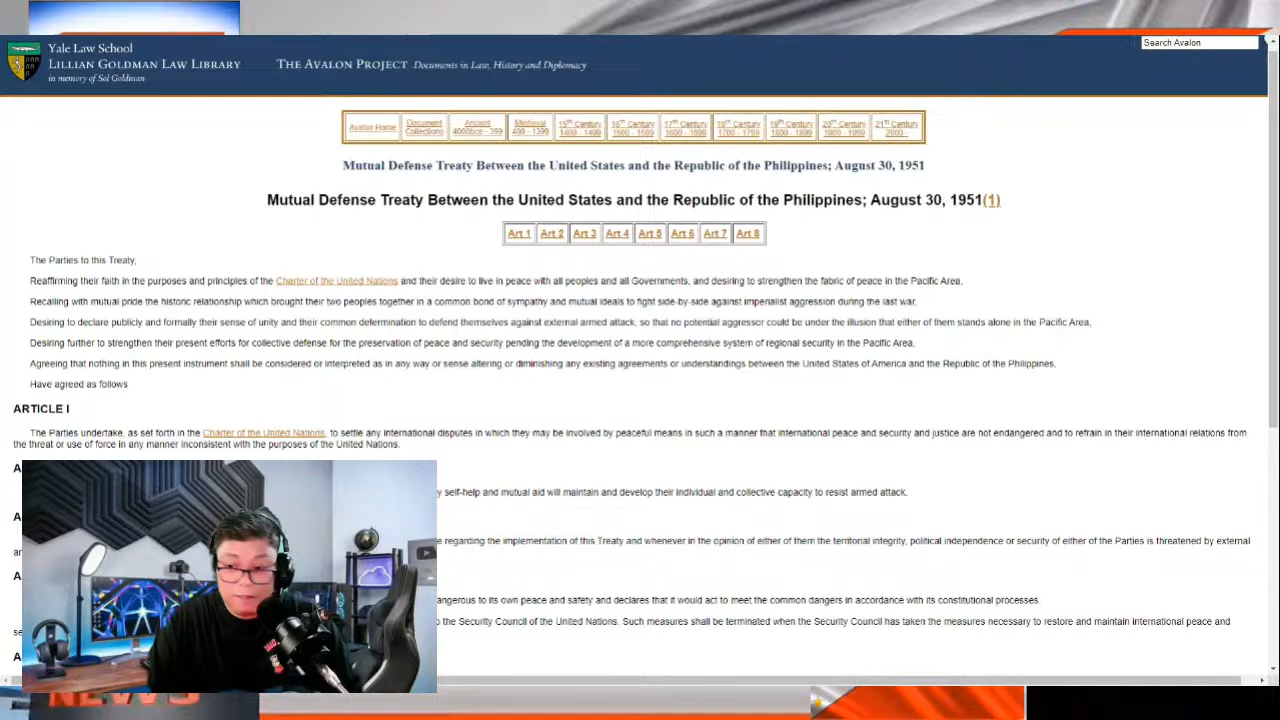 Yale Law School
LILLIAN GOLDMAN LAW LIBRARY
in memory of Sol Goldman
THE AVALON PROJECT Documents in Law, History and Diplomacy
Search Avalon
Avalon Home
Document Collections
Ancient 4000bce - 399
Medieval 400 - 1399
15th Century 1400 - 1499
16th Century 1500 - 1599
17th Century 1600 - 1699
18th Century 1700 - 1799
19th Century 1800 - 1899
20th Century 1900 - 1999
21st Century 2000 -
Mutual Defense Treaty Between the United States and the Republic of the Philippines; August 30, 1951
Mutual Defense Treaty Between the United States and the Republic of the Philippines; August 30, 1951(1)
Art 1 Art 2 Art 3 Art 4 Art 5 Art 6 Art 7 Art 8
The Parties to this Treaty,
Reaffirming their faith in the purposes and principles of the Charter of the United Nations and their desire to live in peace with all peoples and all Governments, and desiring to strengthen the fabric of peace in the Pacific Area,
Recalling with mutual pride the historic relationship which brought their two peoples together in a common bond of sympathy and mutual ideals to fight side-by-side against imperialist aggression during the last war,
Desiring to declare publicly and formally their sense of unity and their common determination to defend themselves against external armed attack, so that no potential aggressor could be under the illusion that either of them stands alone in the Pacific Area,
Desiring further to strengthen their present efforts for collective defense for the preservation of peace and security pending the development of a more comprehensive system of regional security in the Pacific Area,
Agreeing that nothing in this present instrument shall be considered or interpreted as in any way or sense altering or diminishing any existing agreements or understandings between the United States of America and the Republic of the Philippines,
Have agreed as follows
ARTICLE I
The Parties undertake, as set forth in the Charter of the United Nations, to settle any international disputes in which they may be involved by peaceful means in such a manner that international peace and security and justice are not endangered and to refrain in their international relations from
the threat or use of force in any manner inconsistent with the purposes of the United Nations.
A
y self-help and mutual aid will maintain and develop their individual and collective capacity to resist armed attack.
A
e regarding the implementation of this Treaty and whenever in the opinion of either of them the territorial integrity, political independence or security of either of the Parties is threatened by external
ar
A
angerous to its own peace and safety and declares that it would act to meet the common dangers in accordance with its constitutional processes.
o the Security Council of the United Nations. Such measures shall be terminated when the Security Council has taken the measures necessary to restore and maintain international peace and
se
A
NEWS